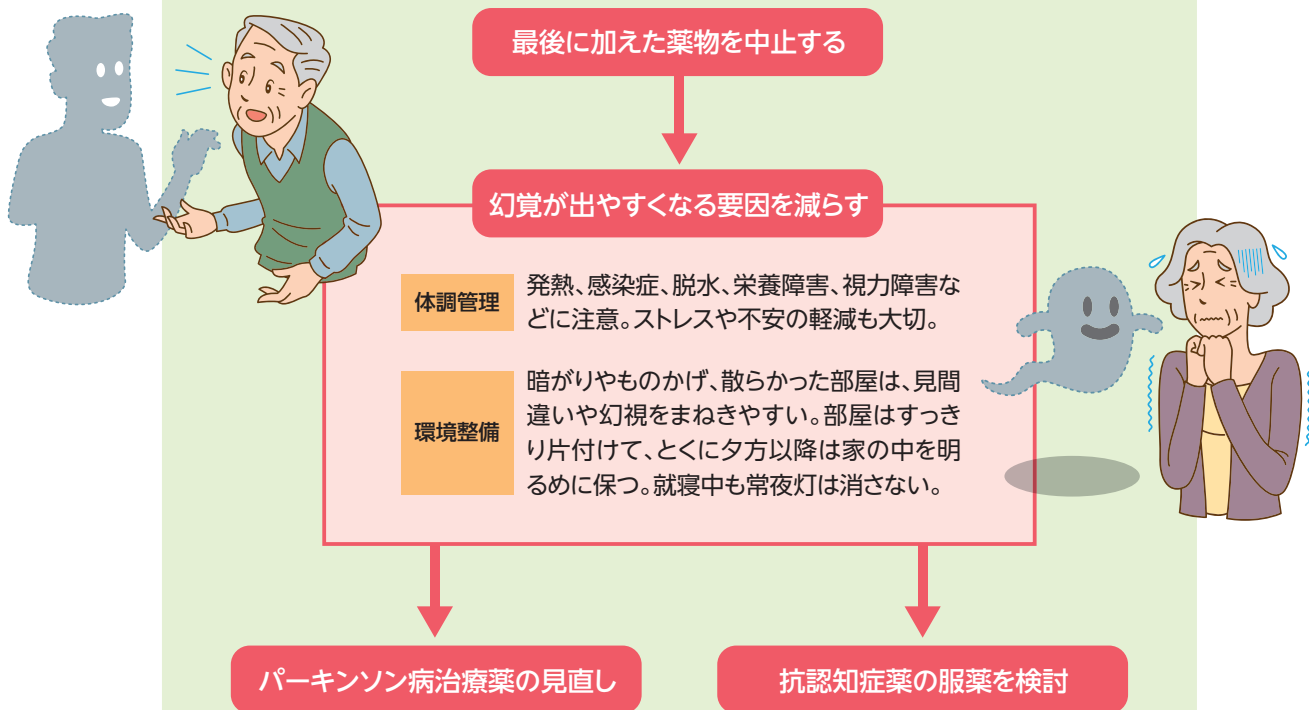 最後に加えた薬物を中止する
幻覚が出やすくなる要因を減らす
体調管理
発熱、感染症、脱水、栄養障害、視力障害な
どに注意。ストレスや不安の軽減も大切。
環境整備
暗がりやものかげ、散らかった部屋は、見間
違いや幻視をまねきやすい。部屋はすっき
り片付けて、とくに夕方以降は家の中を明
るめに保つ。就寝中も常夜灯は消さない。
パーキンソン病治療薬の見直し
抗認知症薬の服薬を検討